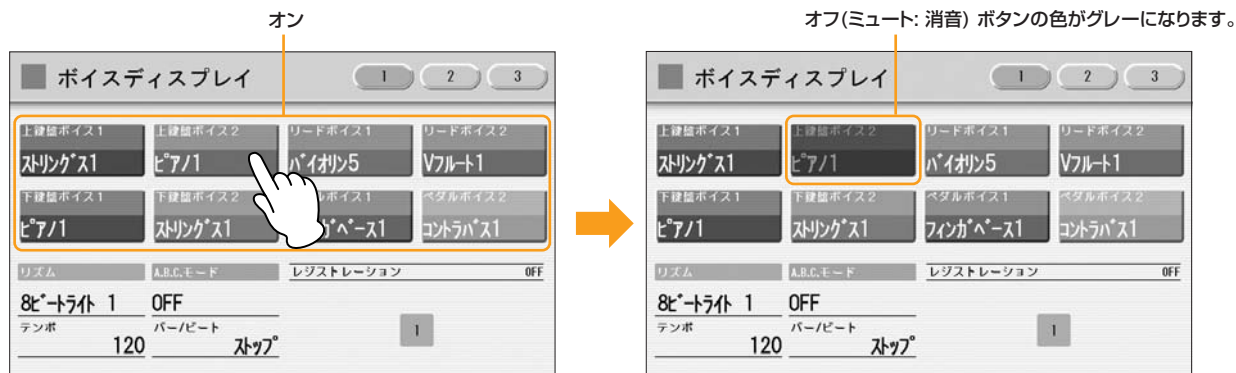 オン
オフ(ミュート: 消音) ボタンの色がグレーになります。
ボイスディスプレイ 1 2 3
上鍵盤ボイス1 上鍵盤ボイス2 リードボイス1 リードボイス2
ストリングス1 ピアノ1 バイオリン5 Vフルート1
下鍵盤ボイス1 下鍵盤ボイス2 ルボイス1 ペダルボイス2
ピアノ1 ストリングス1 ガベース1 コントラバス1
リズム A.B.C.モード レジストレーション OFF
8ビートライト 1 OFF
テンポ バー/ビート 1
120 ストップ
ボイスディスプレイ 1 2 3
上鍵盤ボイス1 上鍵盤ボイス2 リードボイス1 リードボイス2
ストリングス1 ピアノ1 バイオリン5 Vフルート1
下鍵盤ボイス1 下鍵盤ボイス2 ペダルボイス1 ペダルボイス2
ピアノ1 ストリングス1 フィンガベース1 コントラバス1
リズム A.B.C.モード レジストレーション OFF
8ビートライト 1 OFF
テンポ バー/ビート 1
120 ストップ